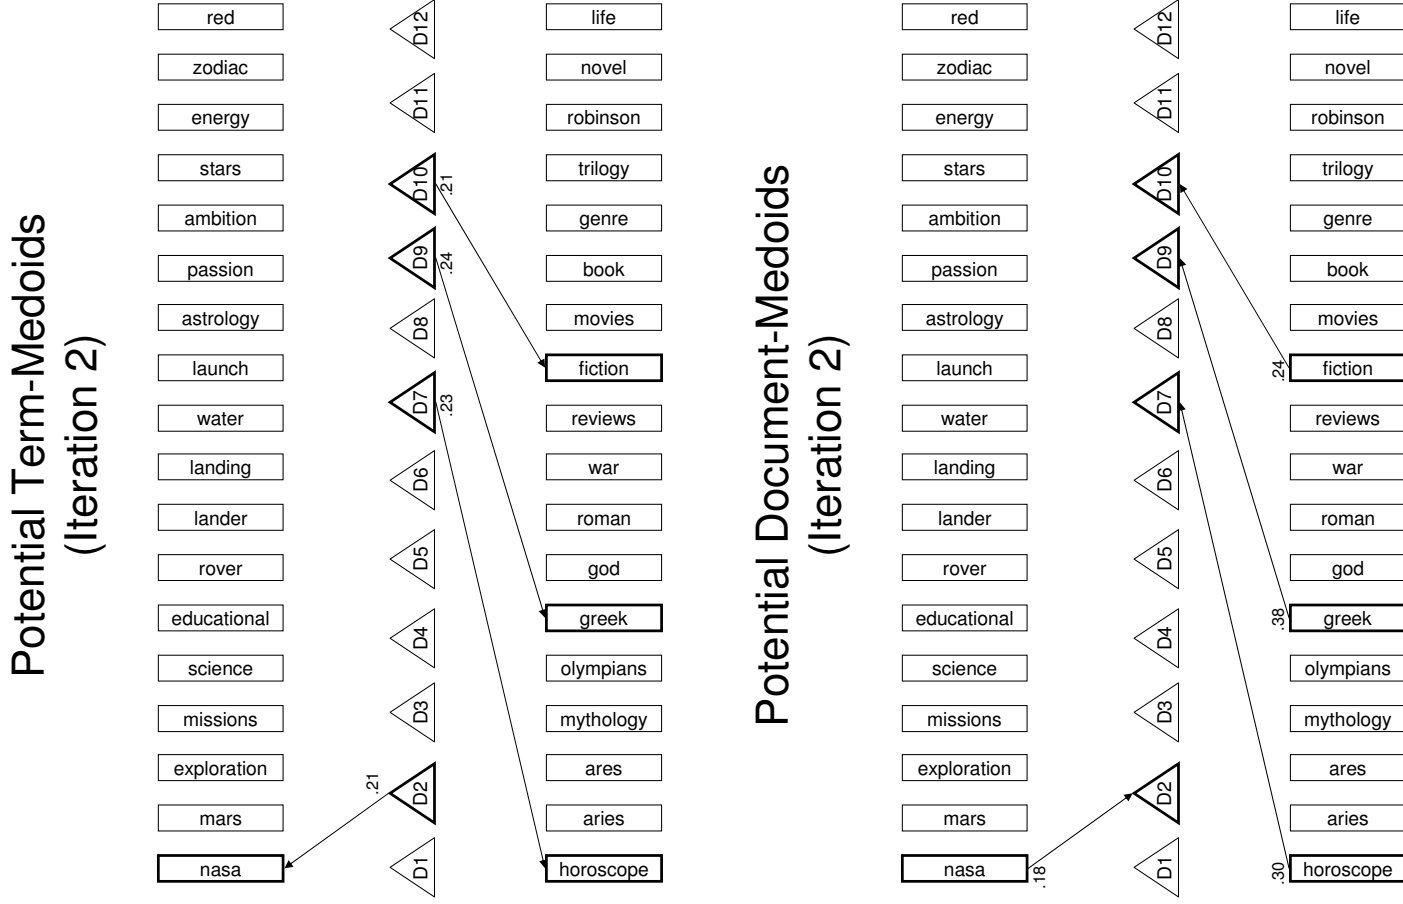 Potential Term-Medoids
(Iteration 2)
red
zodiac
energy
stars
ambition
passion
astrology
launch
water
landing
lander
rover
educational
science
missions
exploration
mars
nasa
D12
D11
D10
D9
D8
D7
D6
D5
D4
D3
D2
D1
.21
.24
.23
.21
life
novel
robinson
trilogy
genre
book
movies
fiction
reviews
war
roman
god
greek
olympians
mythology
ares
aries
horoscope
Potential Document-Medoids
(Iteration 2)
red
zodiac
energy
stars
ambition
passion
astrology
launch
water
landing
lander
rover
educational
science
missions
exploration
mars
nasa
.18
D12
D11
D10
D9
D8
D7
D6
D5
D4
D3
D2
D1
.24
.38
.30
life
novel
robinson
trilogy
genre
book
movies
fiction
reviews
war
roman
god
greek
olympians
mythology
ares
aries
horoscope